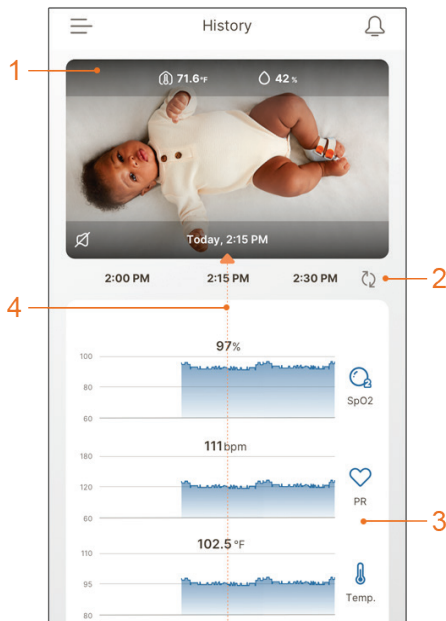 History
1
71.6°F 42%
Today, 2:15 PM
2:00 PM 2:15 PM 2:30 PM
2
4
97%
100
80
60
SpO2
111bpm
180
120
60
PR
3
102.5 °F
110
95
80
Temp.